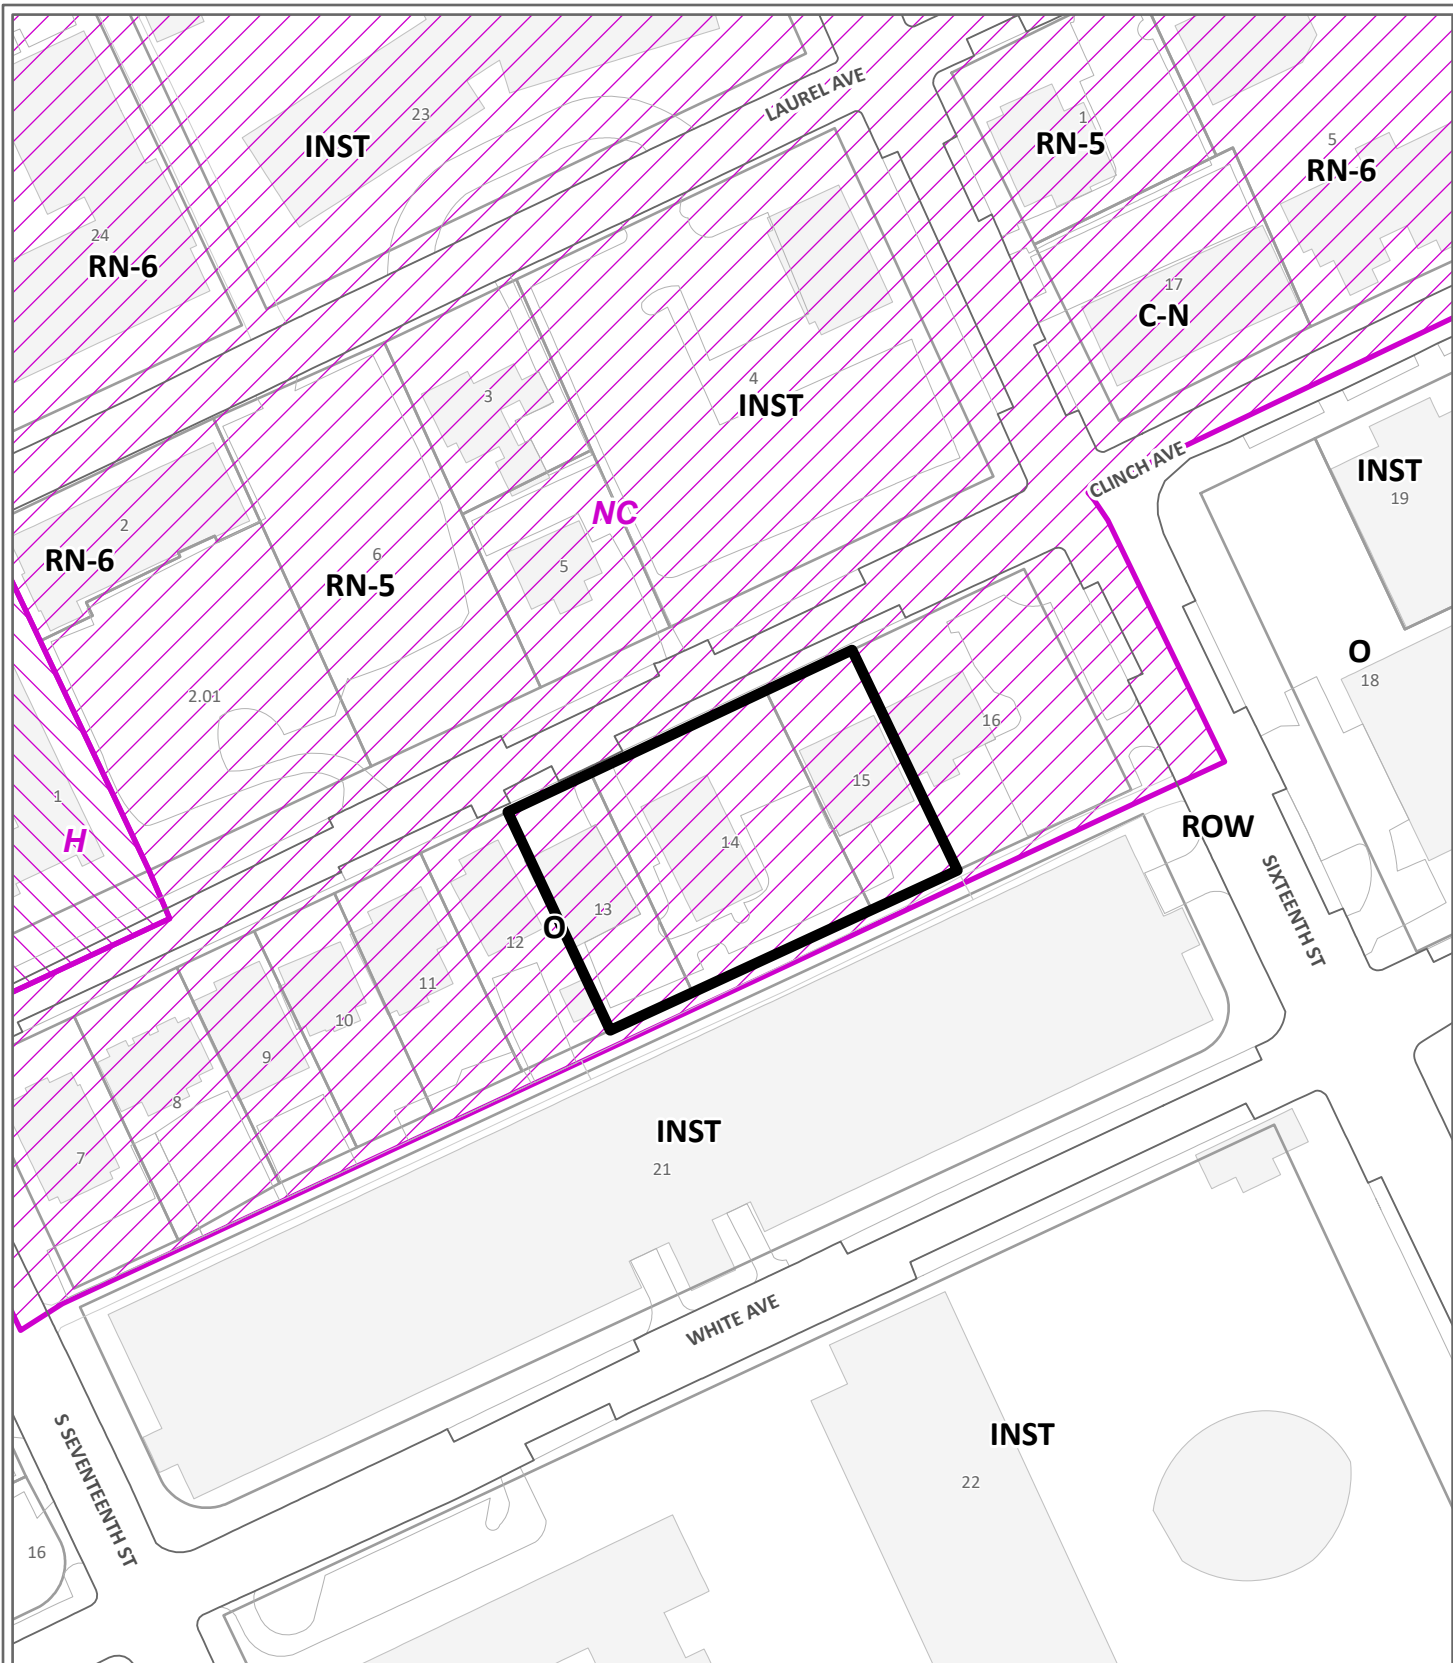 LAUREL AVE
23
INST
1
RN-5
5
RN-6
24
RN-6
17
C-N
3
4
INST
CLINCH AVE
INST
19
NC
2
RN-6
6
RN-5
5
O
18
2.01
16
1
H
15
ROW
14
SIXTEENTH ST
13
O
12
11
10
9
8
7
INST
21
WHITE AVE
S SEVENTEENTH ST
INST
22
16